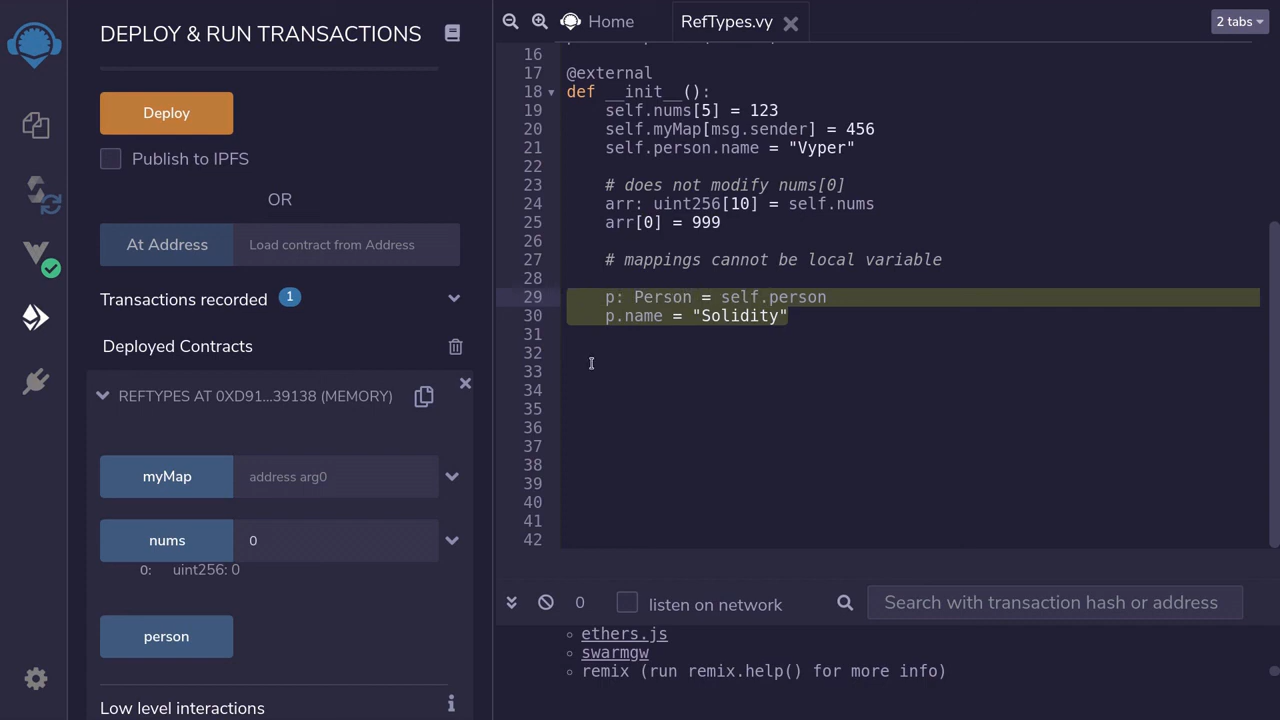 DEPLOY & RUN TRANSACTIONS
Deploy
Publish to IPFS
OR
At Address Load contract from Address
Transactions recorded 1
Deployed Contracts
REFTYPES AT 0XD91...39138 (MEMORY)
myMap address arg0
nums 0
0: uint256: 0
person
Low level interactions
Home RefTypes.vy 2 tabs
16
17 @external
18 def __init__():
19 self.nums[5] = 123
20 self.myMap[msg.sender] = 456
21 self.person.name = "Vyper"
22
23 # does not modify nums[0]
24 arr: uint256[10] = self.nums
25 arr[0] = 999
26
27 # mappings cannot be local variable
28
29 p: Person = self.person
30 p.name = "Solidity"
31
32
33
34
35
36
37
38
39
40
41
42
0 listen on network Search with transaction hash or address
ethers.js
swarmgw
remix (run remix.help() for more info)